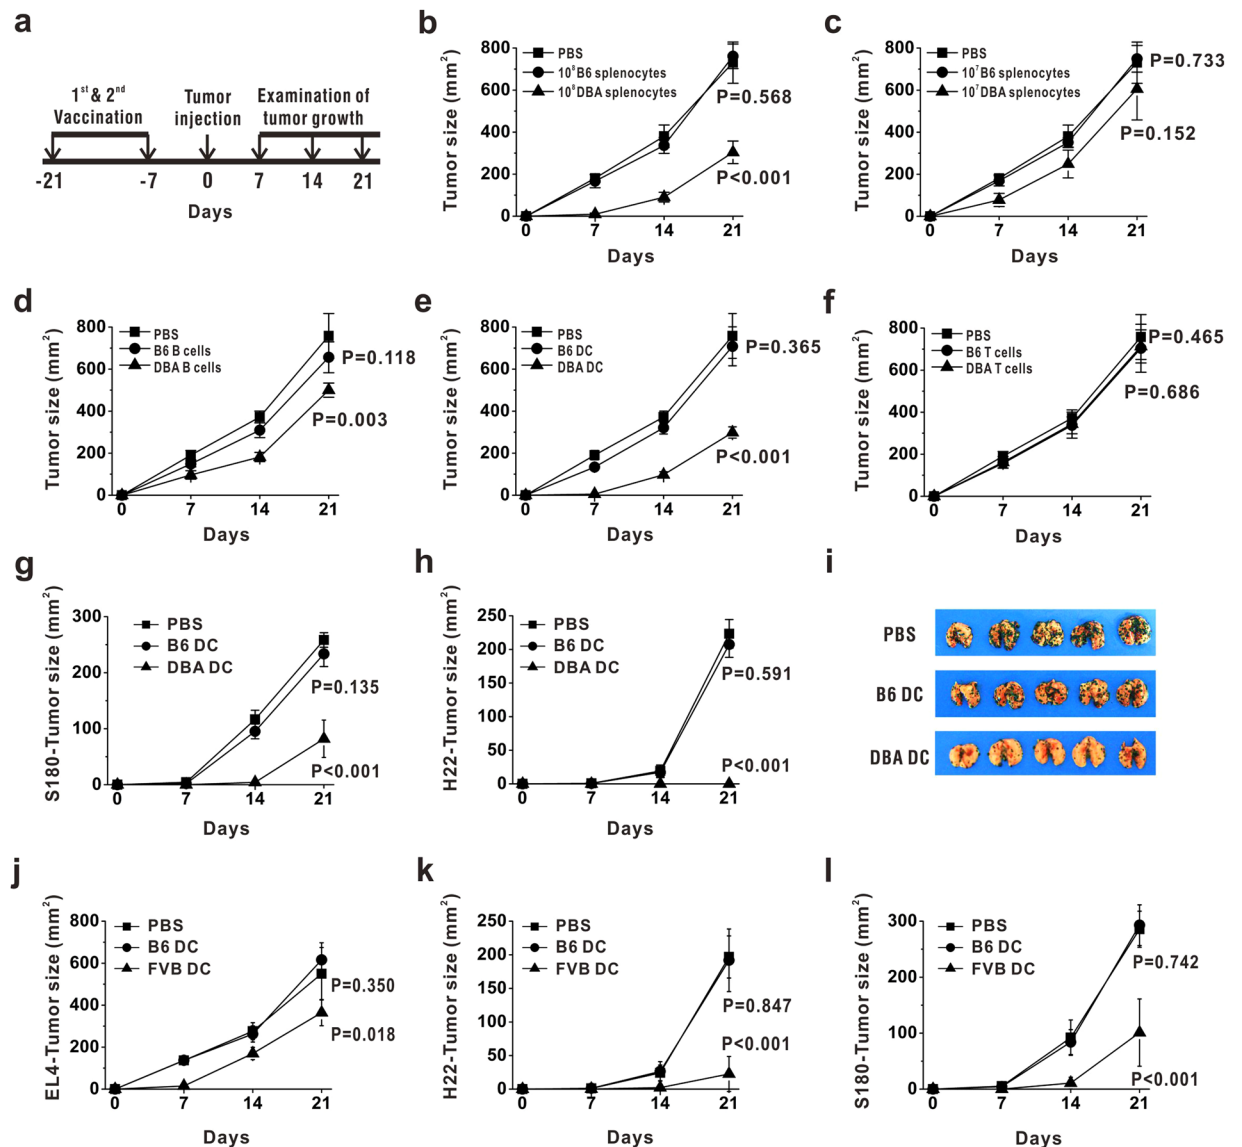 a
1st & 2nd
Vaccination
Tumor
injection
Examination of
tumor growth
-21
-7
0
7
14
21
Days
b
Tumor size (mm²)
800
600
400
200
0
PBS
10⁸B6 splenocytes
10⁸DBA splenocytes
P=0.568
P<0.001
0 7 14 21
Days
c
Tumor size (mm²)
800
600
400
200
0
PBS
10⁷B6 splenocytes
10⁷DBA splenocytes
P=0.733
P=0.152
0 7 14 21
Days
d
Tumor size (mm²)
800
600
400
200
0
PBS
B6 B cells
DBA B cells
P=0.118
P=0.003
0 7 14 21
Days
e
Tumor size (mm²)
800
600
400
200
0
PBS
B6 DC
DBA DC
P=0.365
P<0.001
0 7 14 21
Days
f
Tumor size (mm²)
800
600
400
200
0
PBS
B6 T cells
DBA T cells
P=0.465
P=0.686
0 7 14 21
Days
g
S180-Tumor size (mm²)
300
200
100
0
PBS
B6 DC
DBA DC
P=0.135
P<0.001
0 7 14 21
Days
h
H22-Tumor size (mm²)
250
200
150
100
50
0
PBS
B6 DC
DBA DC
P=0.591
P<0.001
0 7 14 21
Days
i
PBS
B6 DC
DBA DC
j
EL4-Tumor size (mm²)
800
600
400
200
0
PBS
B6 DC
FVB DC
P=0.350
P=0.018
0 7 14 21
Days
k
H22-Tumor size (mm²)
250
200
150
100
50
0
PBS
B6 DC
FVB DC
P=0.847
P<0.001
0 7 14 21
Days
l
S180-Tumor size (mm²)
300
200
100
0
PBS
B6 DC
FVB DC
P=0.742
P<0.001
0 7 14 21
Days